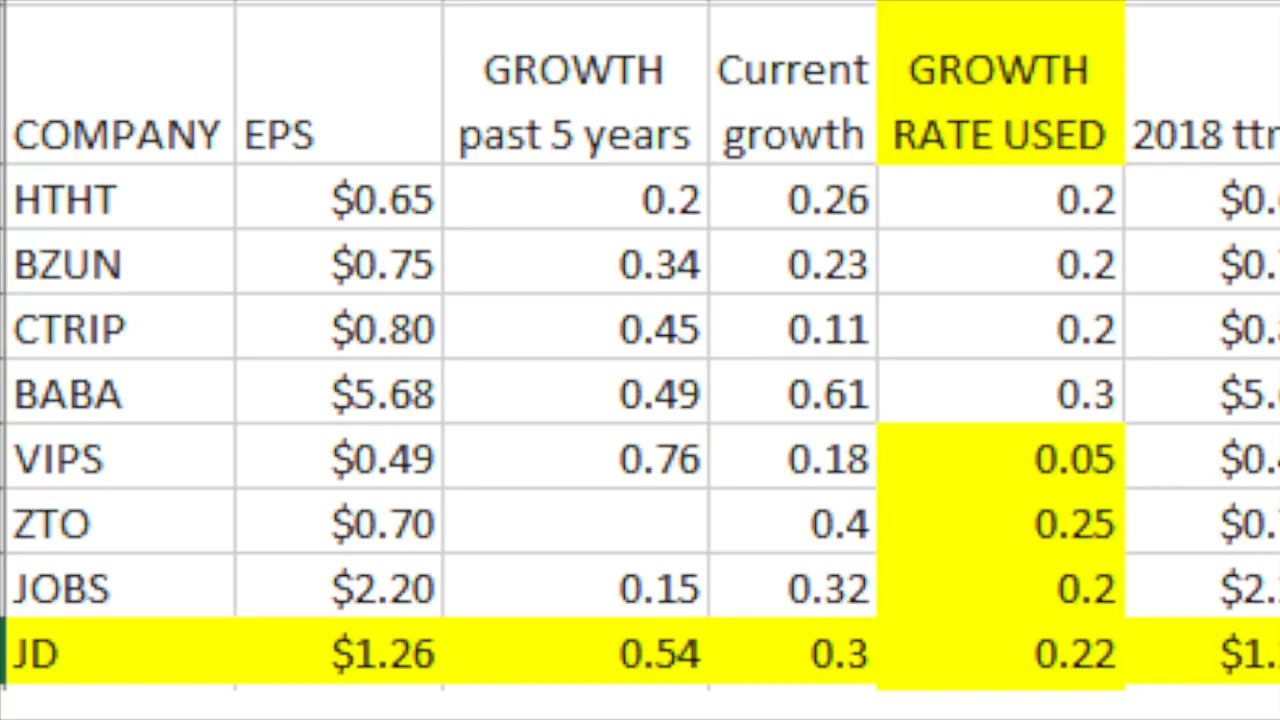 GROWTH Current GROWTH
COMPANY EPS past 5 years growth RATE USED 2018
HTHT $0.65 0.2 0.26 0.2
BZUN $0.75 0.34 0.23 0.2
CTRIP $0.80 0.45 0.11 0.2
BABA $5.68 0.49 0.61 0.3
VIPS $0.49 0.76 0.18 0.05
ZTO $0.70 0.4 0.25
JOBS $2.20 0.15 0.32 0.2
JD $1.26 0.54 0.3 0.22